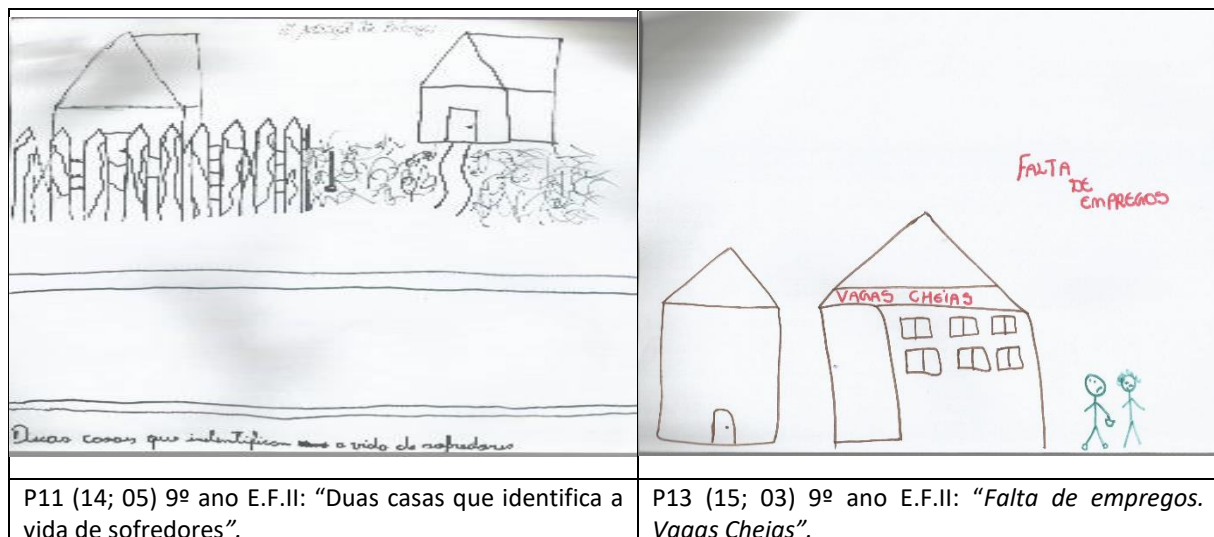 Duas casas que indentificam a vida de sofredores
FALTA
DE
EMPREGOS
VAGAS CHEIAS
P11 (14; 05) 9º ano E.F.II: “Duas casas que identifica a
vida de sofredores”.
P13 (15; 03) 9º ano E.F.II: “Falta de empregos.
Vagas Cheias”.